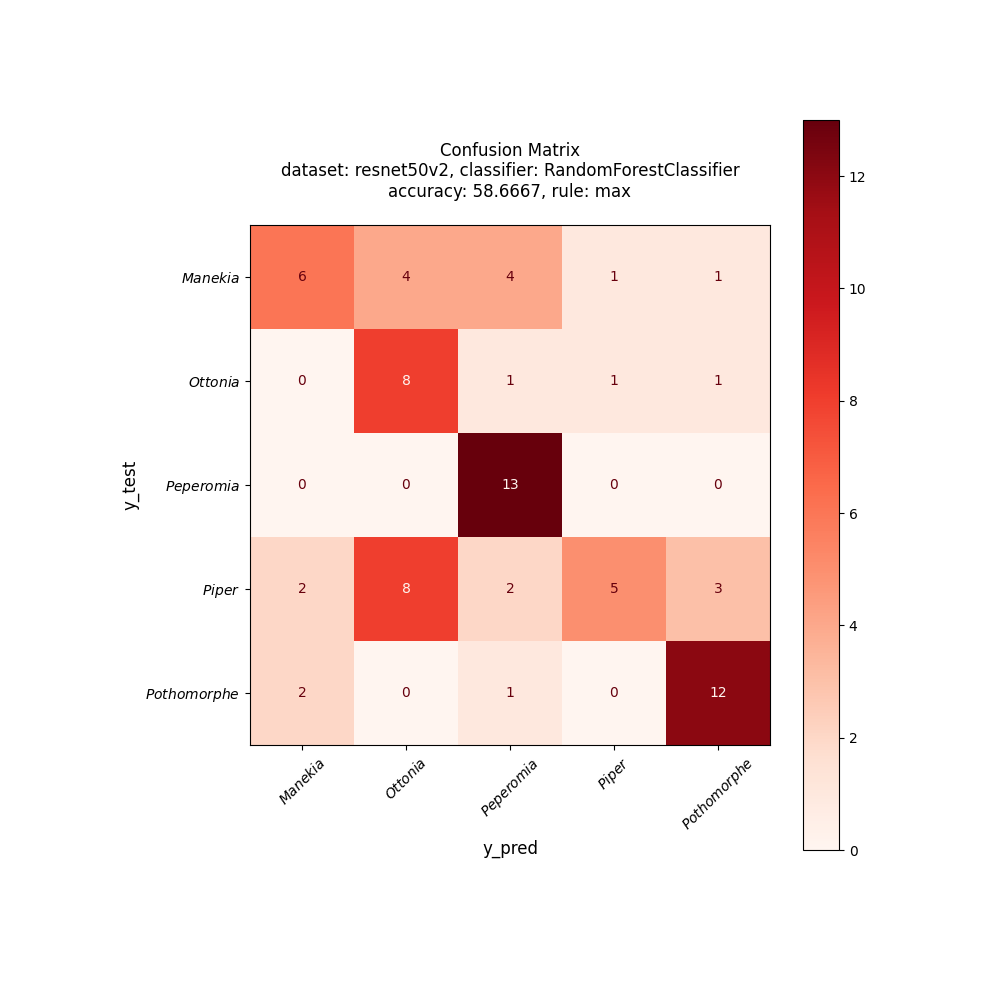 Confusion Matrix
dataset: resnet50v2, classifier: RandomForestClassifier
accuracy: 58.6667, rule: max
Manekia 6 4 4 1 1
Ottonia 0 8 1 1 1
Peperomia 0 0 13 0 0
Piper 2 8 2 5 3
Pothomorphe 2 0 1 0 12
y_test
Manekia Ottonia Peperomia Piper Pothomorphe
y_pred
12
10
8
6
4
2
0